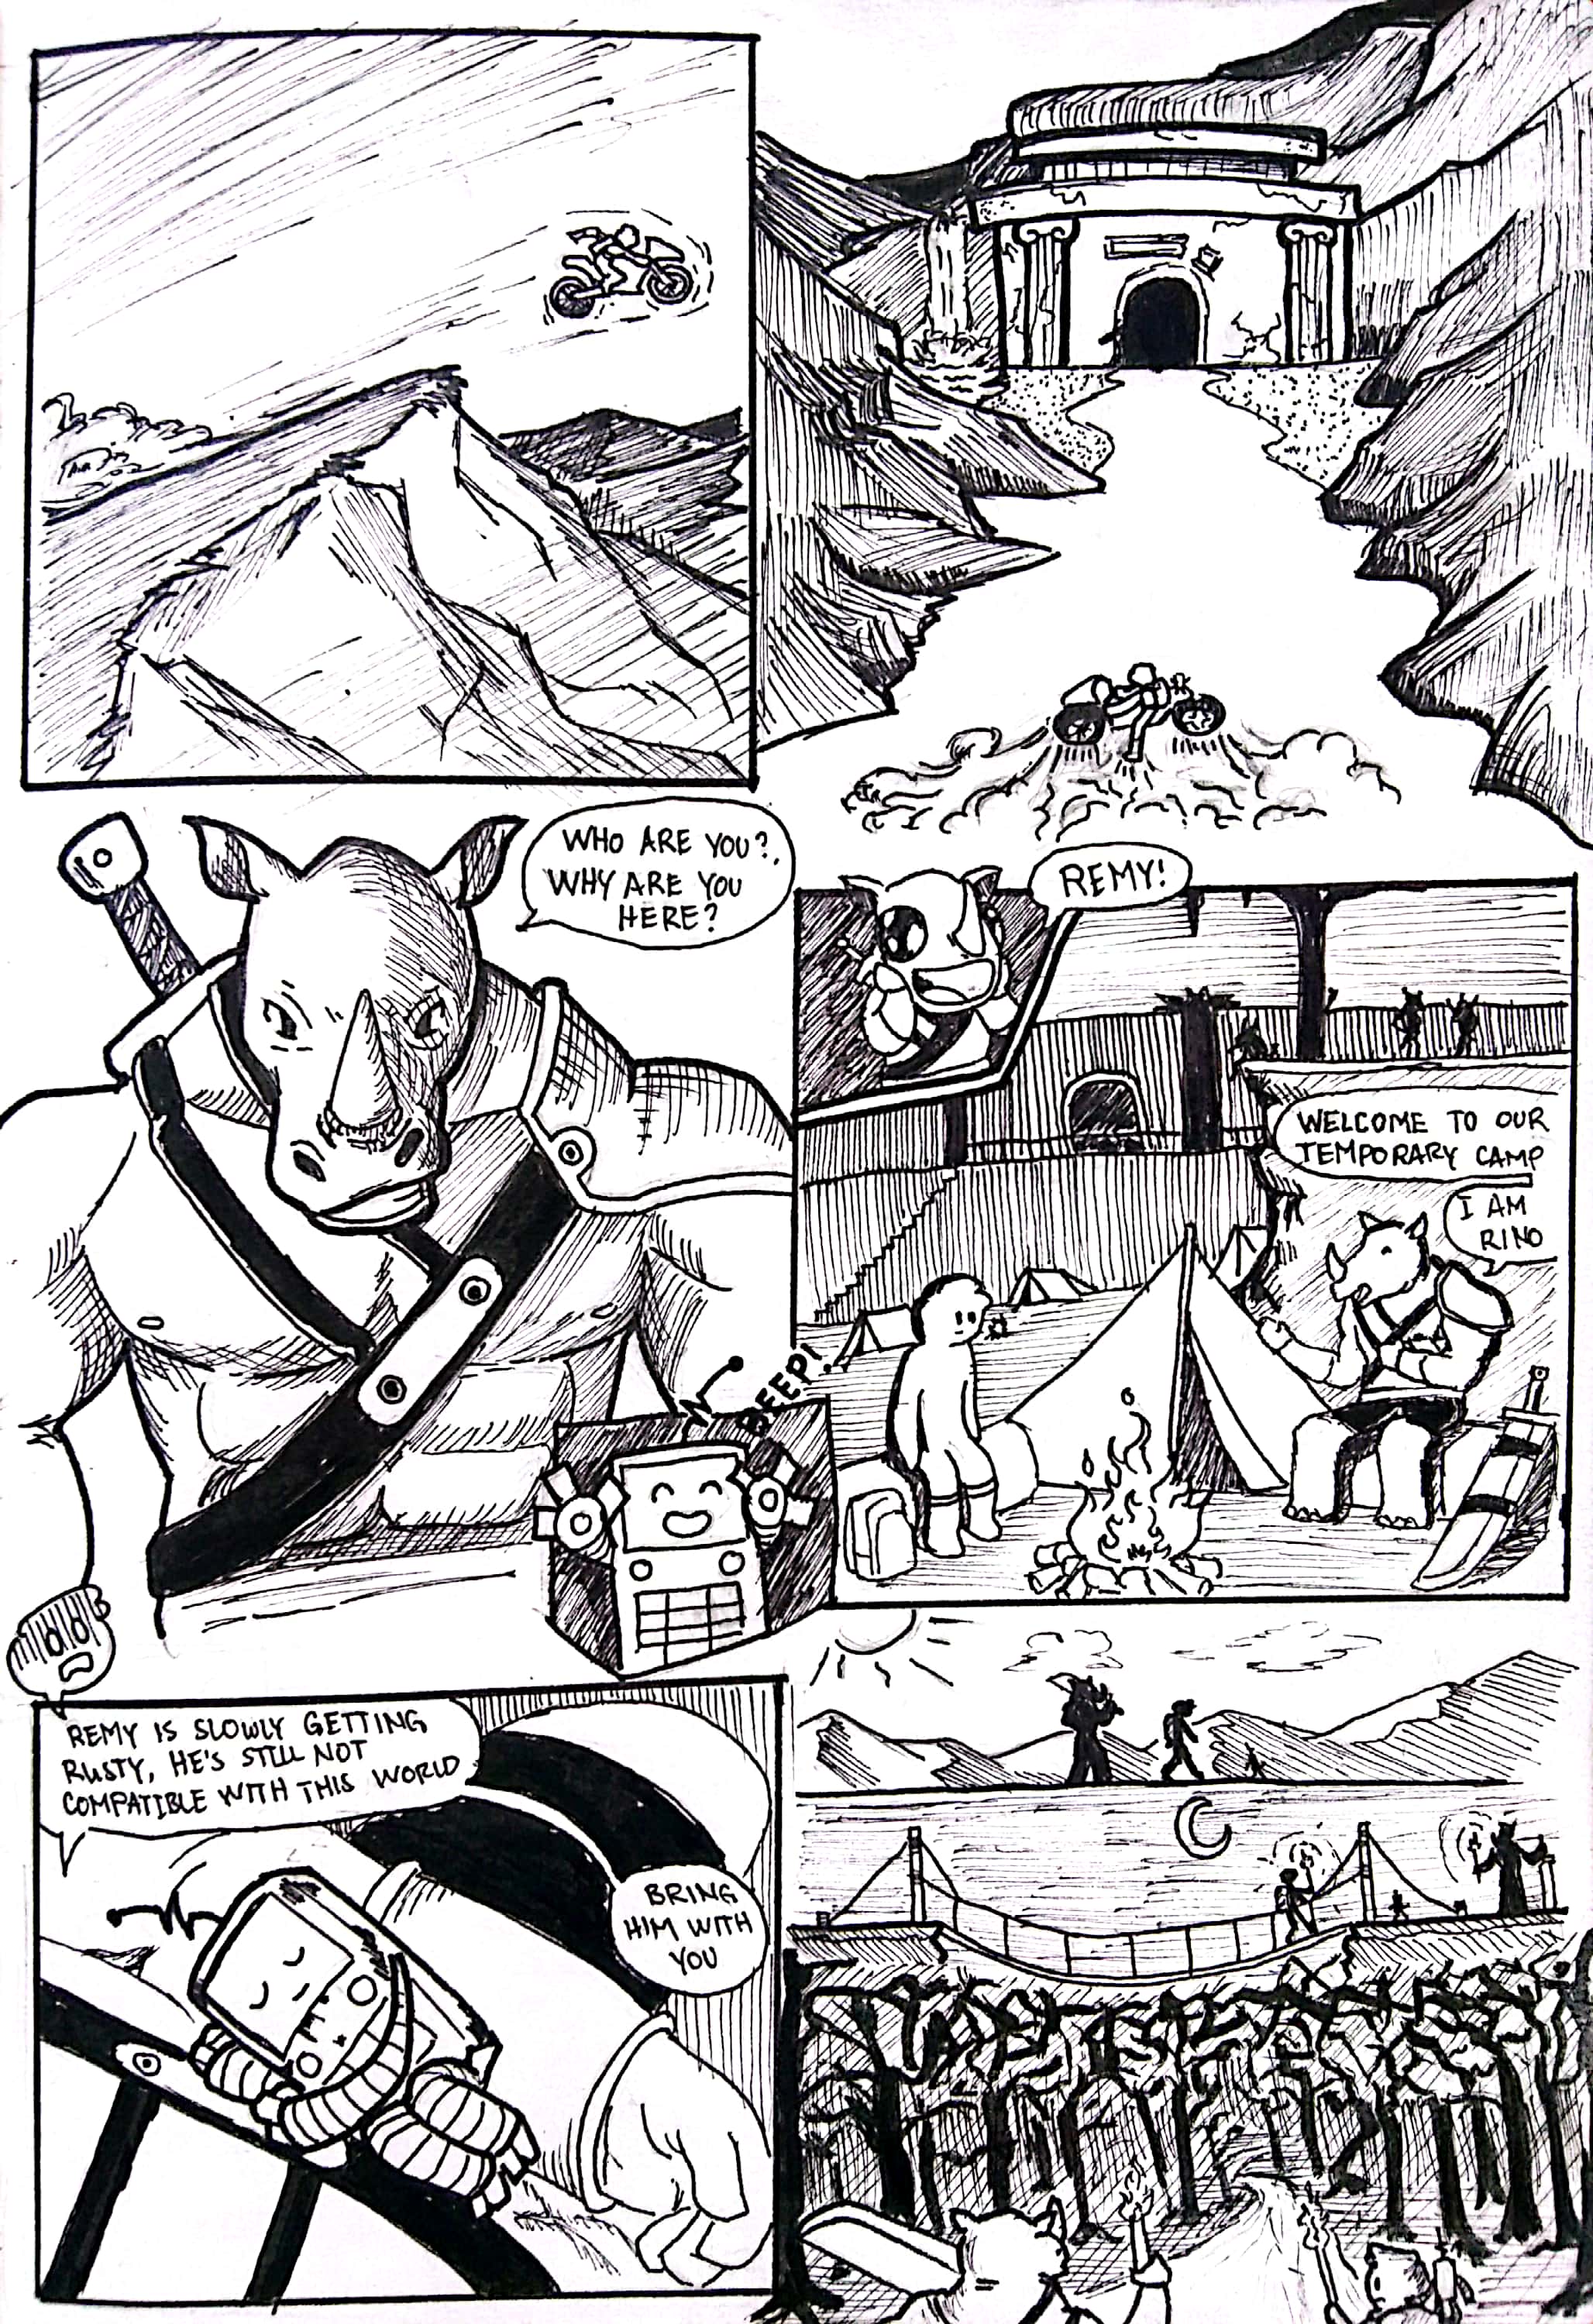 WHO ARE YOU?,
WHY ARE YOU
HERE?
REMY!
BEEP!
WELCOME TO OUR
TEMPORARY CAMP
I AM
RINO
REMY IS SLOWLY GETTING
RUSTY, HE'S STILL NOT
COMPATIBLE WITH THIS WORLD
BRING
HIM WITH
YOU